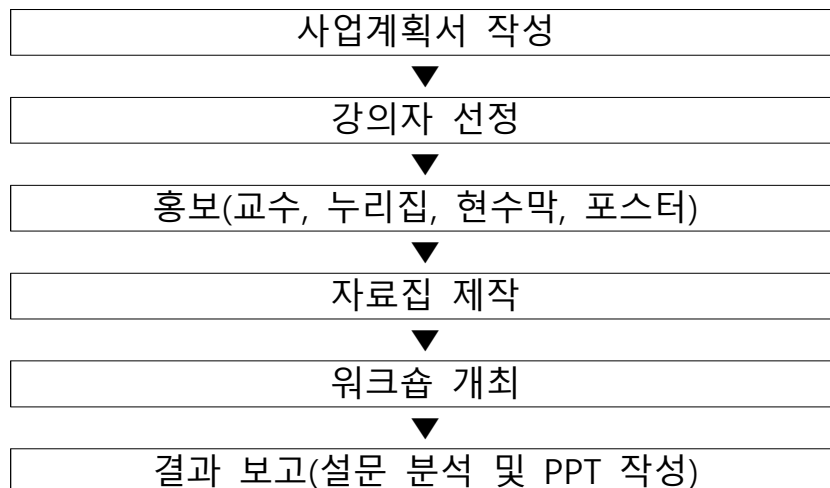 사업계획서 작성
▼
강의자 선정
▼
홍보(교수, 누리집, 현수막, 포스터)
▼
자료집 제작
▼
워크숍 개최
▼
결과 보고(설문 분석 및 PPT 작성)